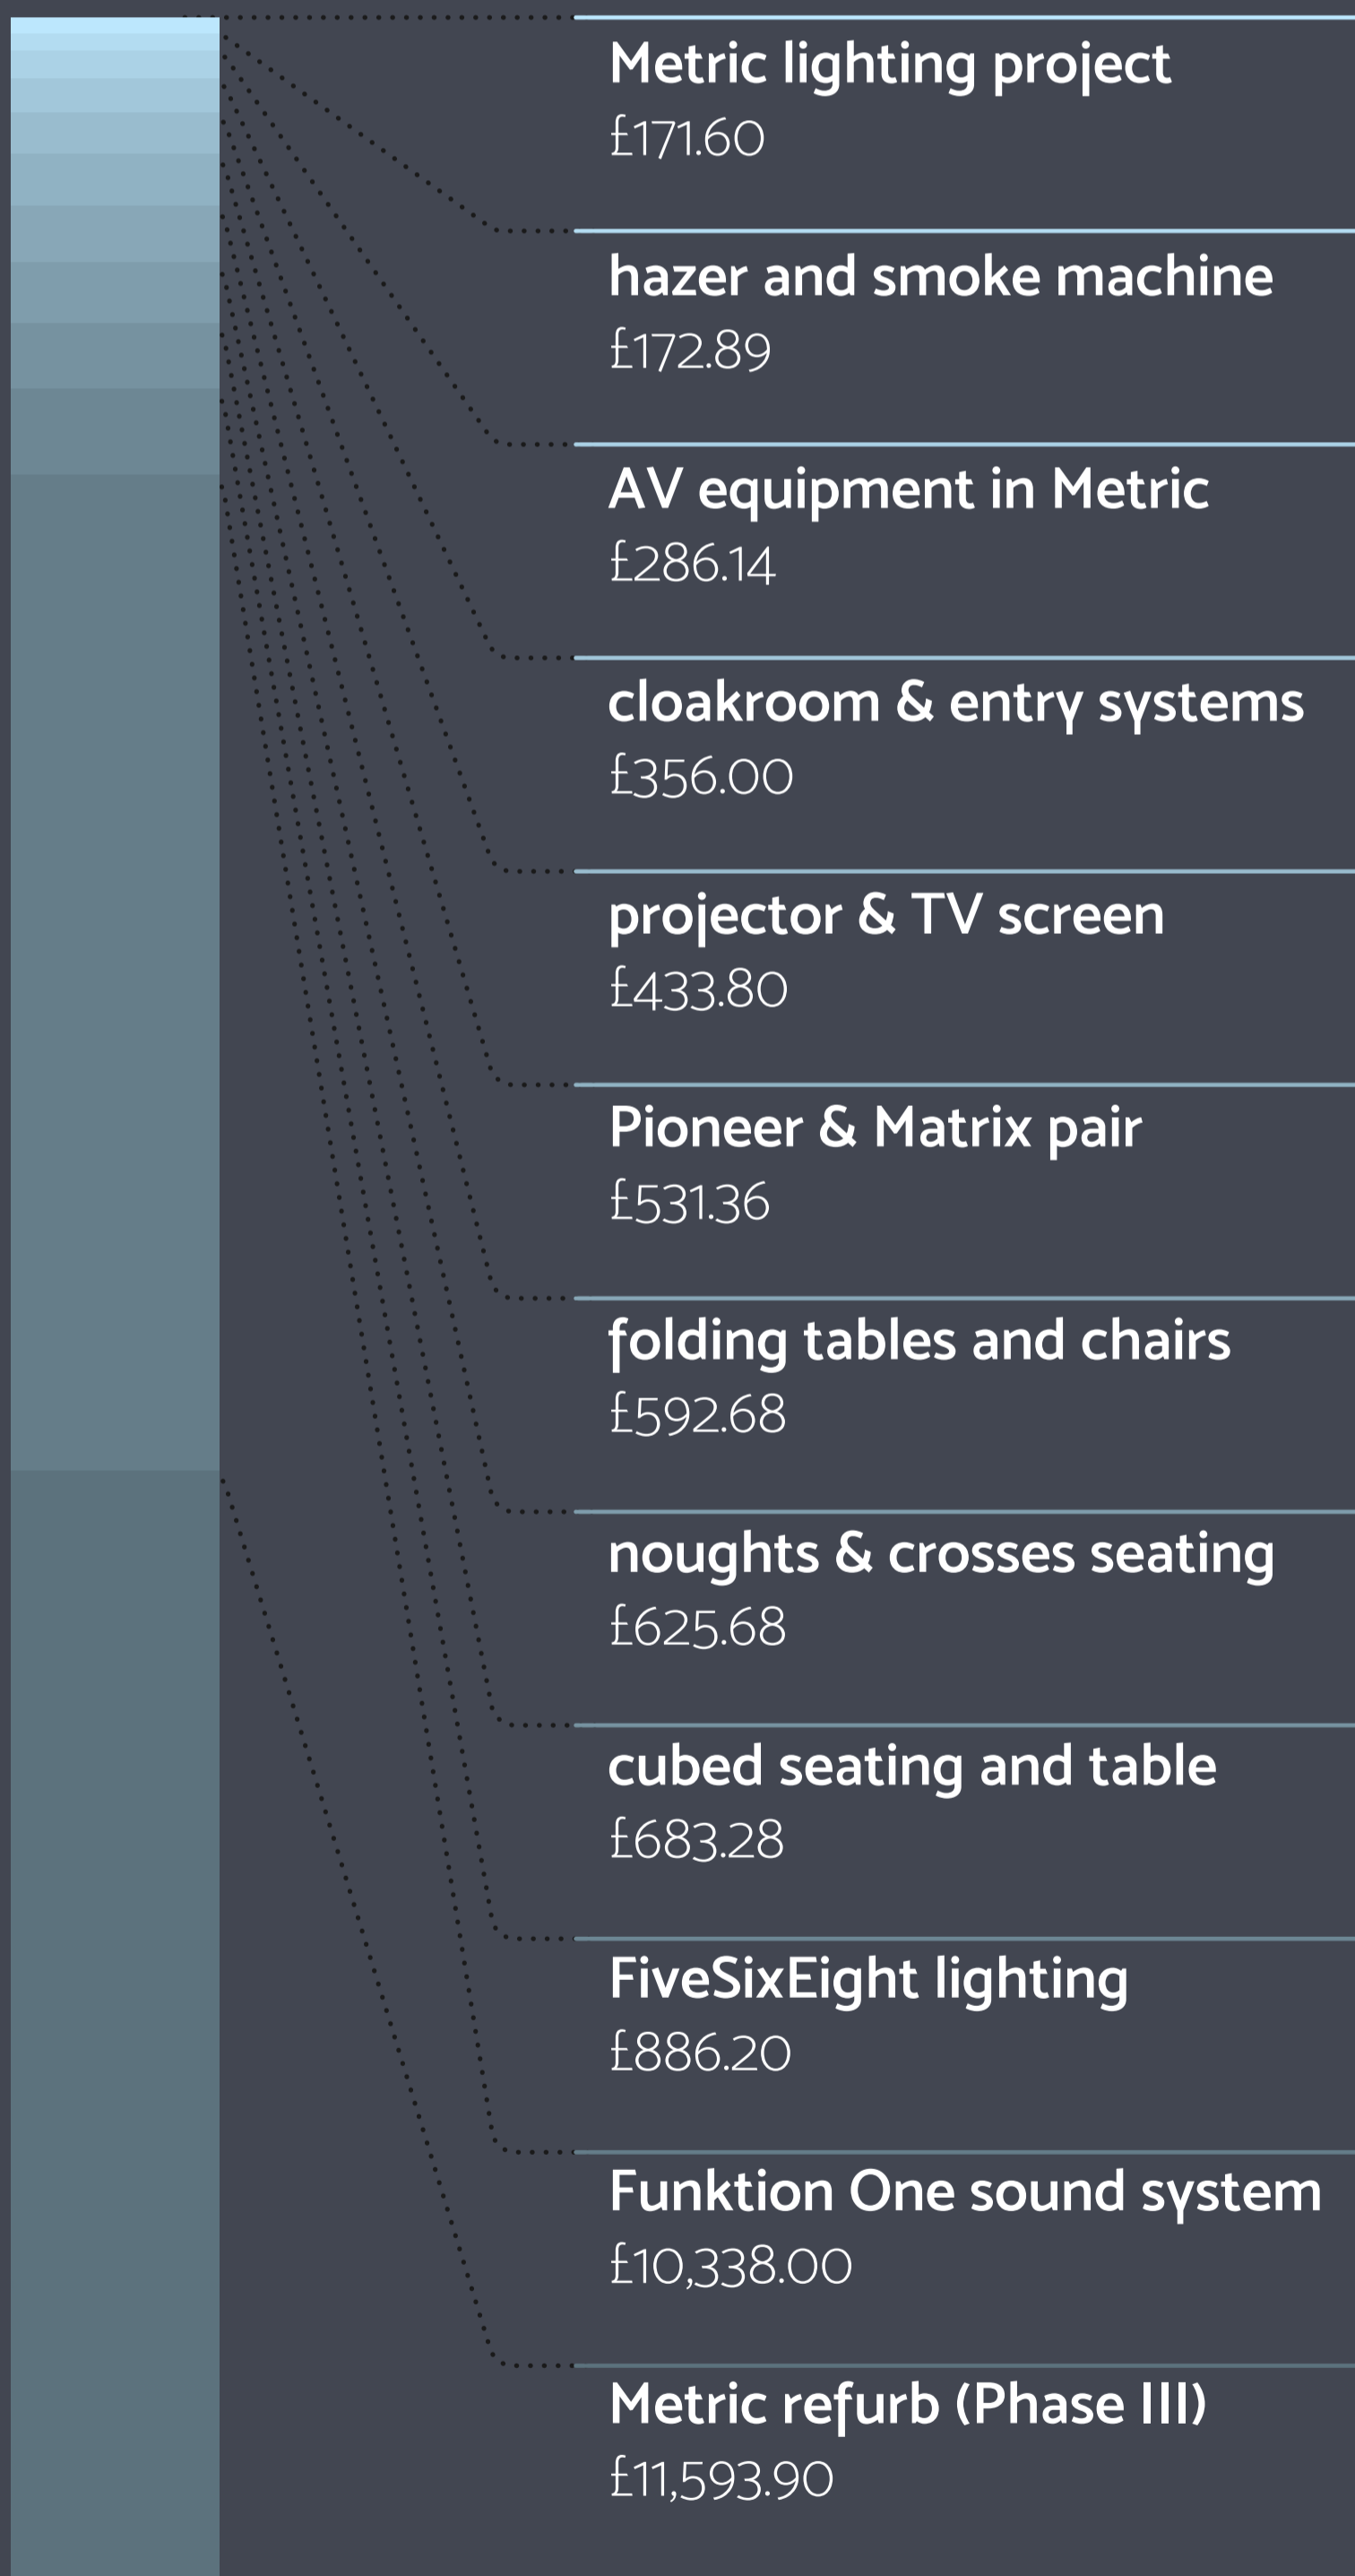 Metric lighting project
£171.60
hazer and smoke machine
£172.89
AV equipment in Metric
£286.14
cloakroom & entry systems
£356.00
projector & TV screen
£433.80
Pioneer & Matrix pair
£531.36
folding tables and chairs
£592.68
noughts & crosses seating
£625.68
cubed seating and table
£683.28
FiveSixEight lighting
£886.20
Funktion One sound system
£10,338.00
Metric refurb (Phase III)
£11,593.90